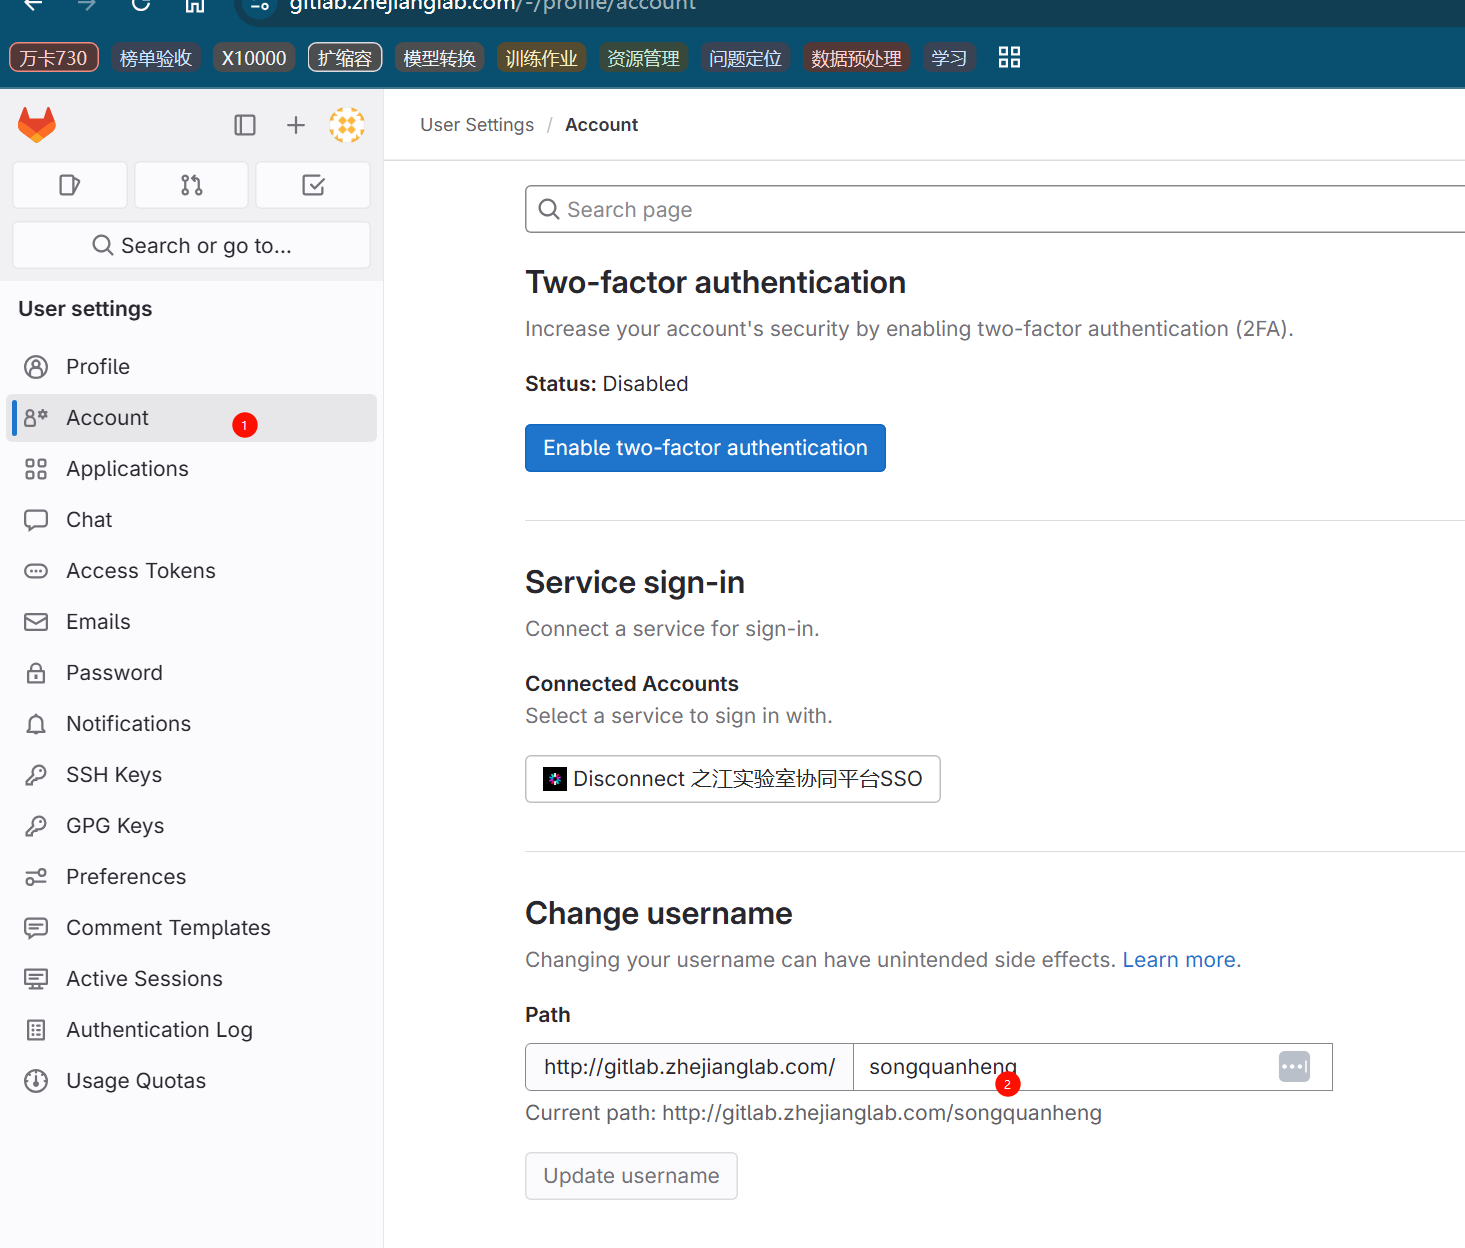 gitlab.zhejianglab.com/-/profile/account
万卡730 榜单验收 X10000 扩缩容 模型转换 训练作业 资源管理 问题定位 数据预处理 学习
User Settings / Account
Search page
Search or go to...
User settings
Profile
Account 1
Applications
Chat
Access Tokens
Emails
Password
Notifications
SSH Keys
GPG Keys
Preferences
Comment Templates
Active Sessions
Authentication Log
Usage Quotas
Two-factor authentication
Increase your account's security by enabling two-factor authentication (2FA).
Status: Disabled
Enable two-factor authentication
Service sign-in
Connect a service for sign-in.
Connected Accounts
Select a service to sign in with.
Disconnect 之江实验室协同平台SSO
Change username
Changing your username can have unintended side effects. Learn more.
Path
http://gitlab.zhejianglab.com/ songquanheng
2
Current path: http://gitlab.zhejianglab.com/songquanheng
Update username